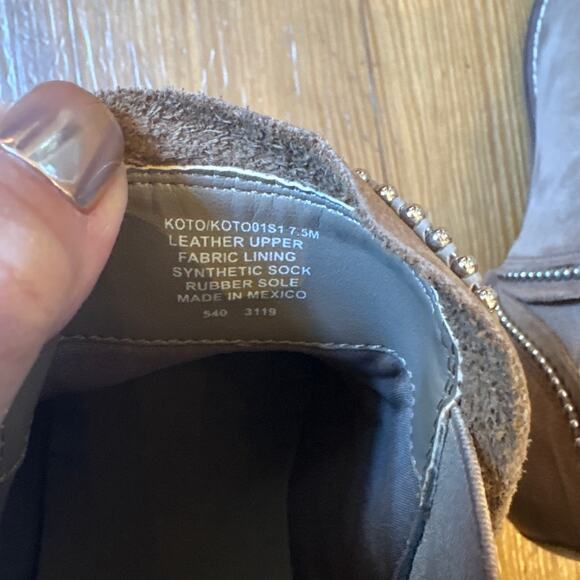 KOTO/KOTO01S1 7.5M
LEATHER UPPER
FABRIC LINING
SYNTHETIC SOCK
RUBBER SOLE
MADE IN MEXICO
540 3119